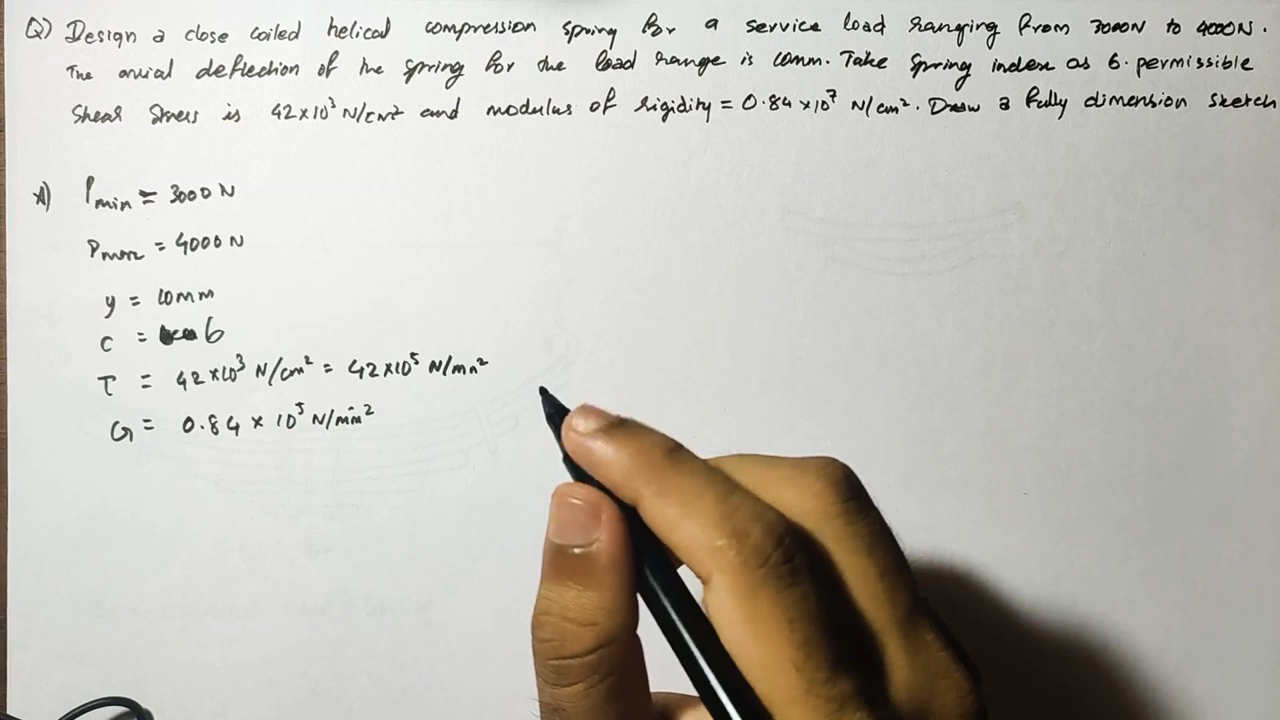 Q) Design a close coiled helical compression spring for a service load ranging from 3000N to 4000N.
The axial deflection of the spring for the load range is 10mm. Take spring index as 6. permissible
shear stress is 42×10³ N/cm² and modulus of rigidity = 0.84×10⁷ N/cm². Draw a fully dimension sketch
A) Pmin = 3000 N
Pmax = 4000 N
y = 10mm
c = 6
τ = 42×10³ N/cm² = 42×10⁵ N/mm²
G = 0.84 × 10⁵ N/mm²